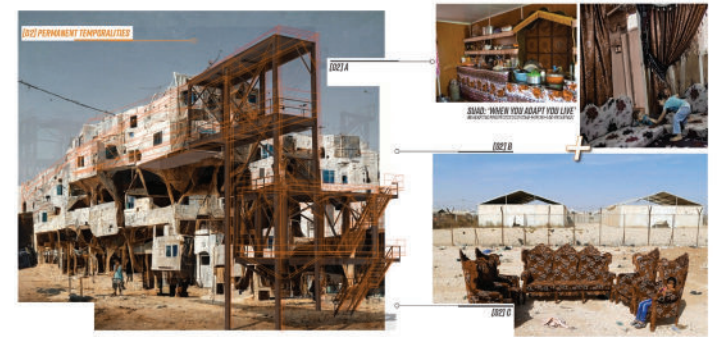 [02] PERMANENT TEMPORALITIES
[02] A
SUAD: 'WHEN YOU ADAPT YOU LIVE'
[02] B
[02] C